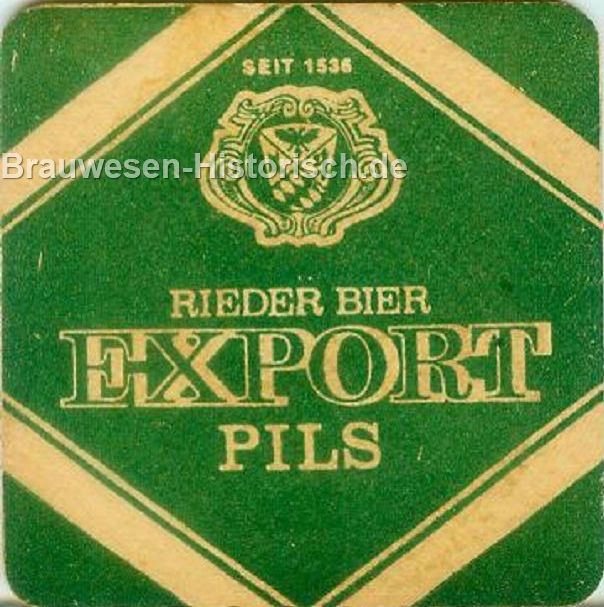 SEIT 1536
Brauwesen-Historisch.de
RIEDER BIER
EXPORT
PILS